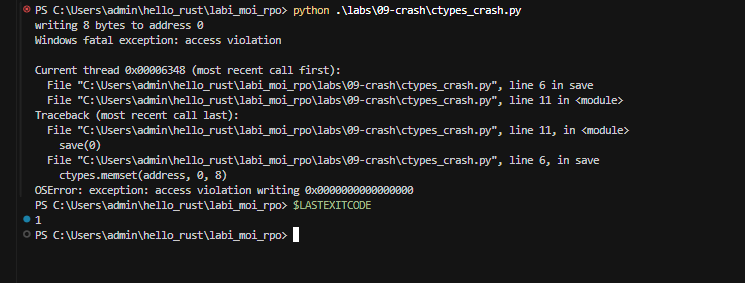 PS C:\Users\admin\hello_rust\labi_moi_rpo> python .\labs\09-crash\ctypes_crash.py
writing 8 bytes to address 0
Windows fatal exception: access violation
Current thread 0x00006348 (most recent call first):
  File "C:\Users\admin\hello_rust\labi_moi_rpo\labs\09-crash\ctypes_crash.py", line 6 in save
  File "C:\Users\admin\hello_rust\labi_moi_rpo\labs\09-crash\ctypes_crash.py", line 11 in <module>
Traceback (most recent call last):
  File "C:\Users\admin\hello_rust\labi_moi_rpo\labs\09-crash\ctypes_crash.py", line 11, in <module>
    save(0)
  File "C:\Users\admin\hello_rust\labi_moi_rpo\labs\09-crash\ctypes_crash.py", line 6, in save
    ctypes.memset(address, 0, 8)
OSError: exception: access violation writing 0x0000000000000000
PS C:\Users\admin\hello_rust\labi_moi_rpo> $LASTEXITCODE
1
PS C:\Users\admin\hello_rust\labi_moi_rpo>